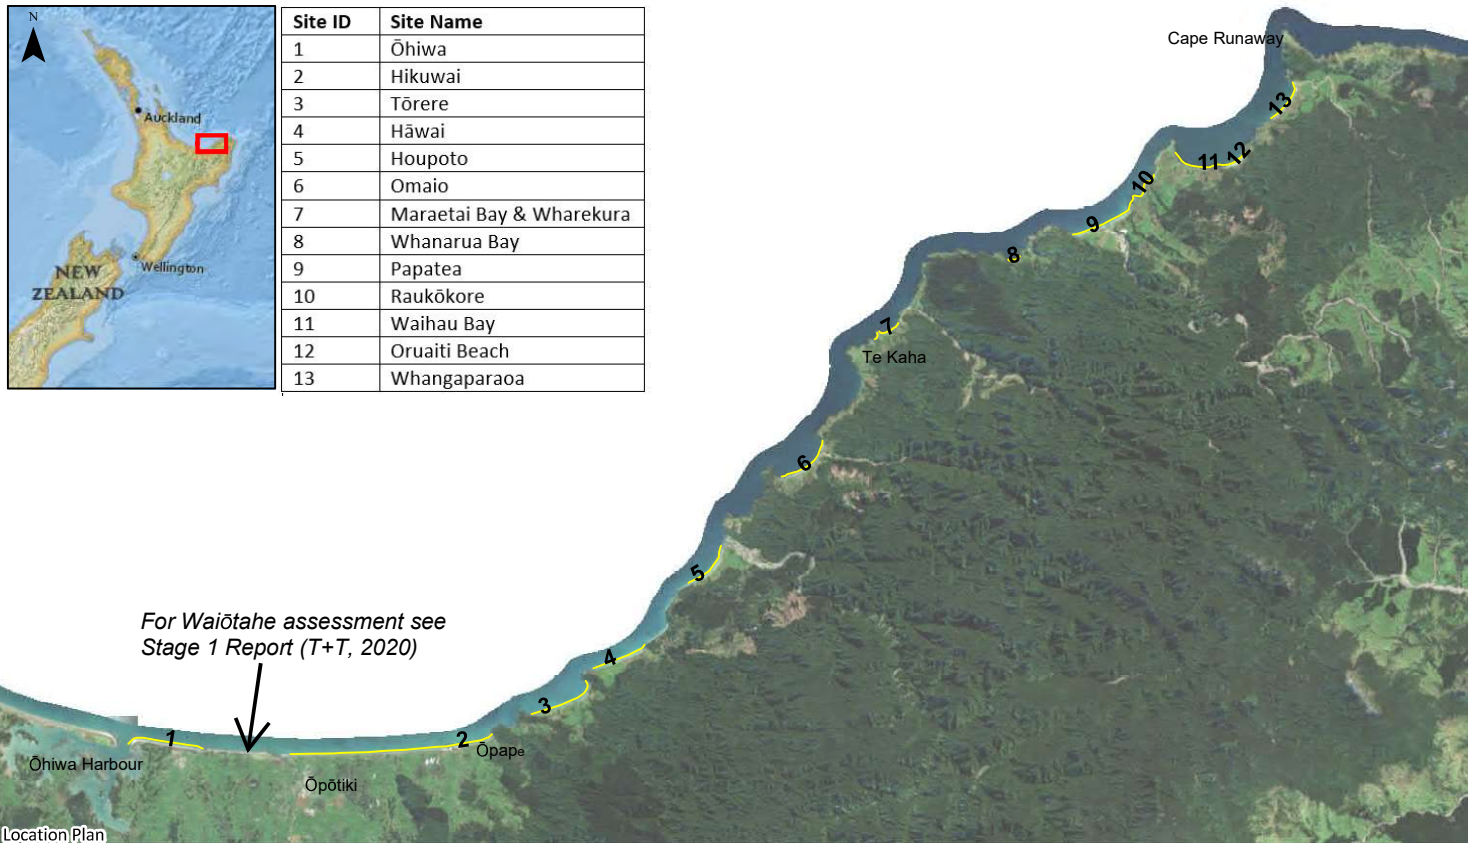 N
Auckland
Wellington
NEW
ZEALAND
Site ID Site Name
1 Ōhiwa
2 Hikuwai
3 Tōrere
4 Hāwai
5 Houpoto
6 Omaio
7 Maraetai Bay & Wharekura
8 Whanarua Bay
9 Papatea
10 Raukōkore
11 Waihau Bay
12 Oruaiti Beach
13 Whangaparaoa
Cape Runaway
13
12
11
10
9
8
7
Te Kaha
6
5
For Waiōtahe assessment see
Stage 1 Report (T+T, 2020)
4
3
2
1
Ōpape
Ōhiwa Harbour
Ōpōtiki
Location Plan